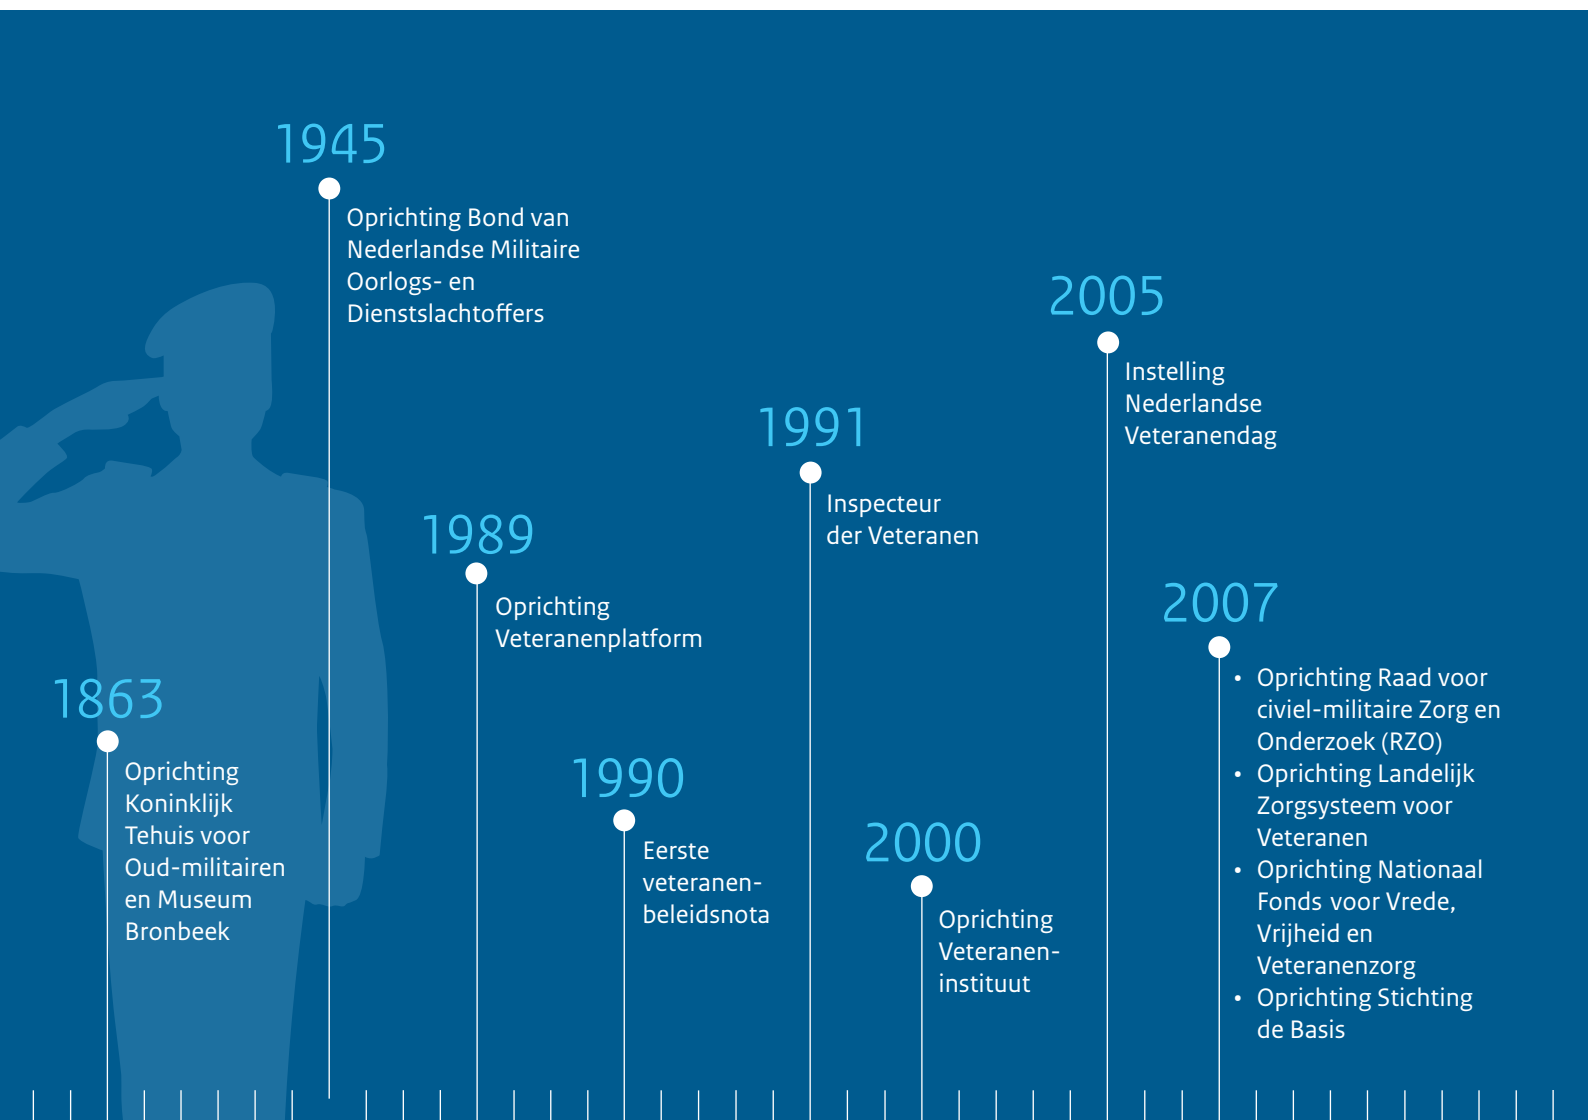 1945
Oprichting Bond van
Nederlandse Militaire
Oorlogs- en
Dienstslachtoffers
2005
Instelling
Nederlandse
Veteranendag
1991
Inspecteur
der Veteranen
1989
Oprichting
Veteranenplatform
2007
• Oprichting Raad voor
civiel-militaire Zorg en
Onderzoek (RZO)
• Oprichting Landelijk
Zorgsysteem voor
Veteranen
• Oprichting Nationaal
Fonds voor Vrede,
Vrijheid en
Veteranenzorg
• Oprichting Stichting
de Basis
1863
Oprichting
Koninklijk
Tehuis voor
Oud-militairen
en Museum
Bronbeek
1990
Eerste
veteranen-
beleidsnota
2000
Oprichting
Veteranen-
instituut